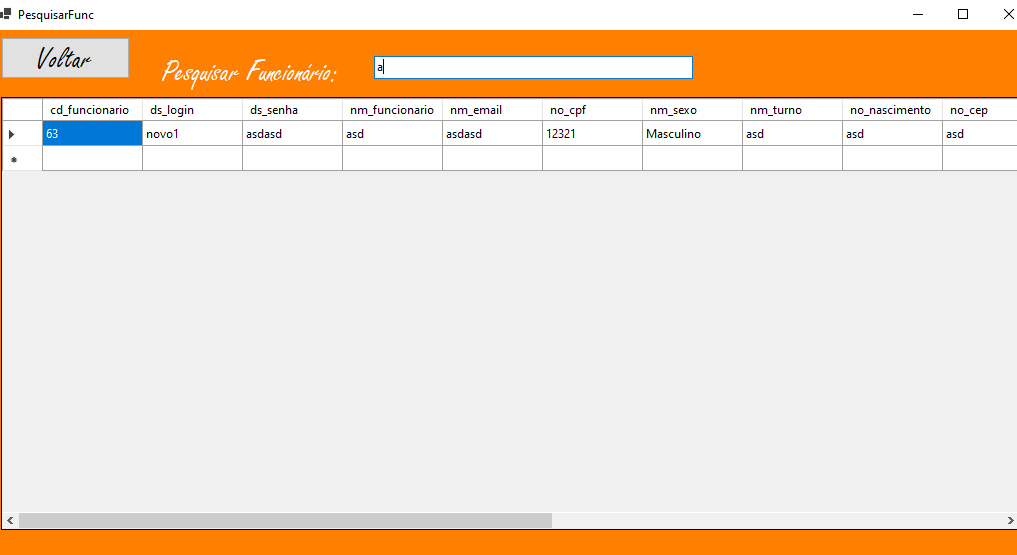 PesquisarFunc
Voltar
Pesquisar Funcionário:
a
cd_funcionario ds_login ds_senha nm_funcionario nm_email no_cpf nm_sexo nm_turno no_nascimento no_cep
63 novo1 asdasd asd asdasd 12321 Masculino asd asd asd